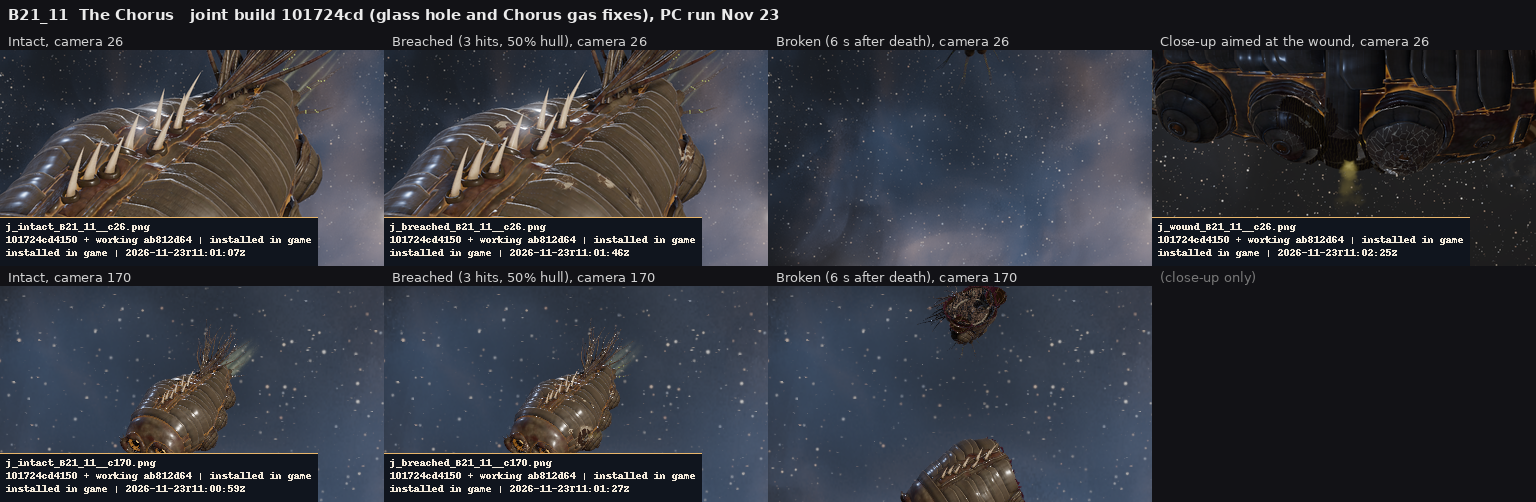 B21_11 The Chorus joint build 101724cd (glass hole and Chorus gas fixes), PC run Nov 23
Intact, camera 26
Breached (3 hits, 50% hull), camera 26
Broken (6 s after death), camera 26
Close-up aimed at the wound, camera 26
j_intact_B21_11__c26.png
101724cd4150 + working ab812d64 | installed in game
installed in game | 2026-11-23T11:01:07Z
j_breached_B21_11__c26.png
101724cd4150 + working ab812d64 | installed in game
installed in game | 2026-11-23T11:01:46Z
j_wound_B21_11__c26.png
101724cd4150 + working ab812d64 | installed in game
installed in game | 2026-11-23T11:02:25Z
Intact, camera 170
Breached (3 hits, 50% hull), camera 170
Broken (6 s after death), camera 170
(close-up only)
j_intact_B21_11__c170.png
101724cd4150 + working ab812d64 | installed in game
installed in game | 2026-11-23T11:00:59Z
j_breached_B21_11__c170.png
101724cd4150 + working ab812d64 | installed in game
installed in game | 2026-11-23T11:01:27Z